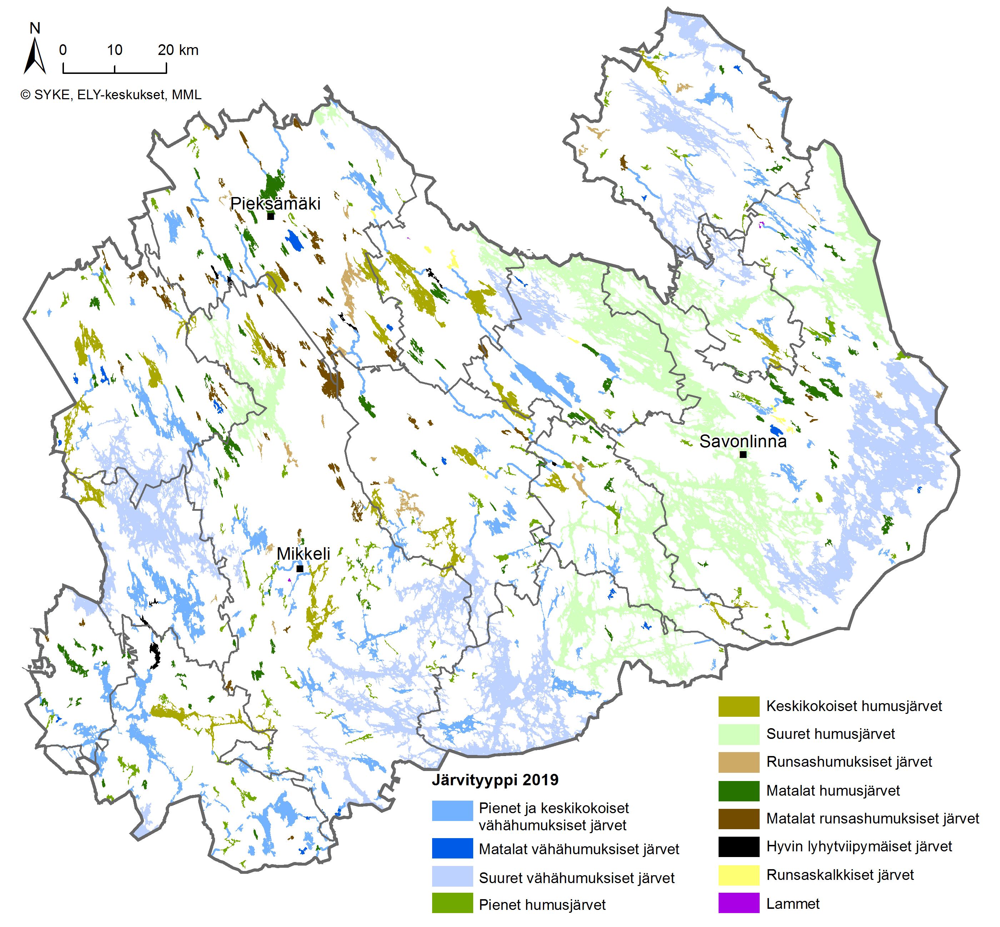 N
0 10 20 km
© SYKE, ELY-keskukset, MML
Pieksämäki
Savonlinna
Mikkeli
Järvityyppi 2019
Pienet ja keskikokoiset
vähähumuksiset järvet
Matalat vähähumuksiset järvet
Suuret vähähumuksiset järvet
Pienet humusjärvet
Keskikokoiset humusjärvet
Suuret humusjärvet
Runsashumuksiset järvet
Matalat humusjärvet
Matalat runsashumuksiset järvet
Hyvin lyhytviipymäiset järvet
Runsaskalkkiset järvet
Lammet